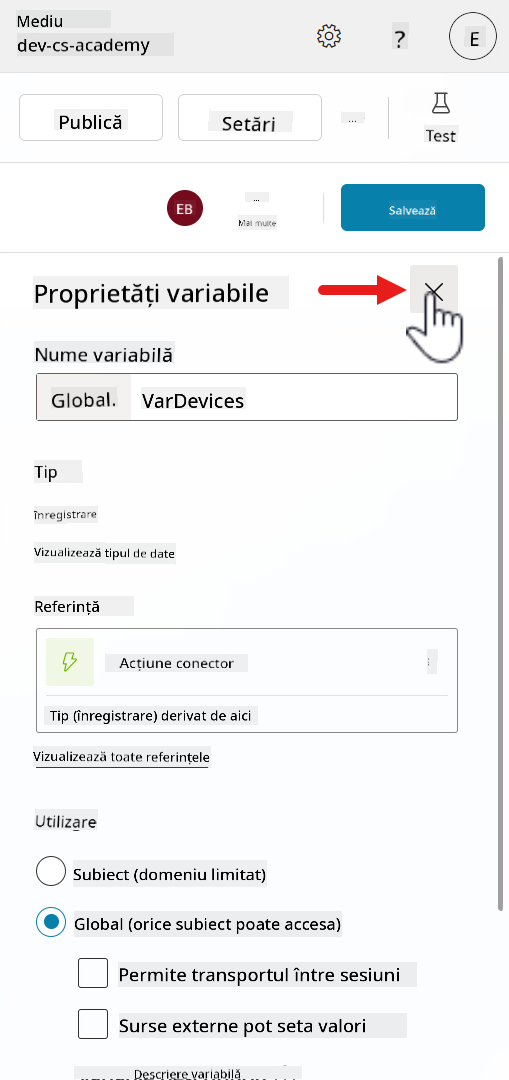 Mediu
dev-cs-academy
?
E
Publică
Setări
...
Test
EB
...
Mai multe
Salvează
Proprietăți variabile
Nume variabilă
Global.
VarDevices
Tip
înregistrare
Vizualizează tipul de date
Referință
Acțiune conector
Tip (înregistrare) derivat de aici
Vizualizează toate referințele
Utilizare
Subiect (domeniu limitat)
Global (orice subiect poate accesa)
Permite transportul între sesiuni
Surse externe pot seta valori
Descriere variabilă